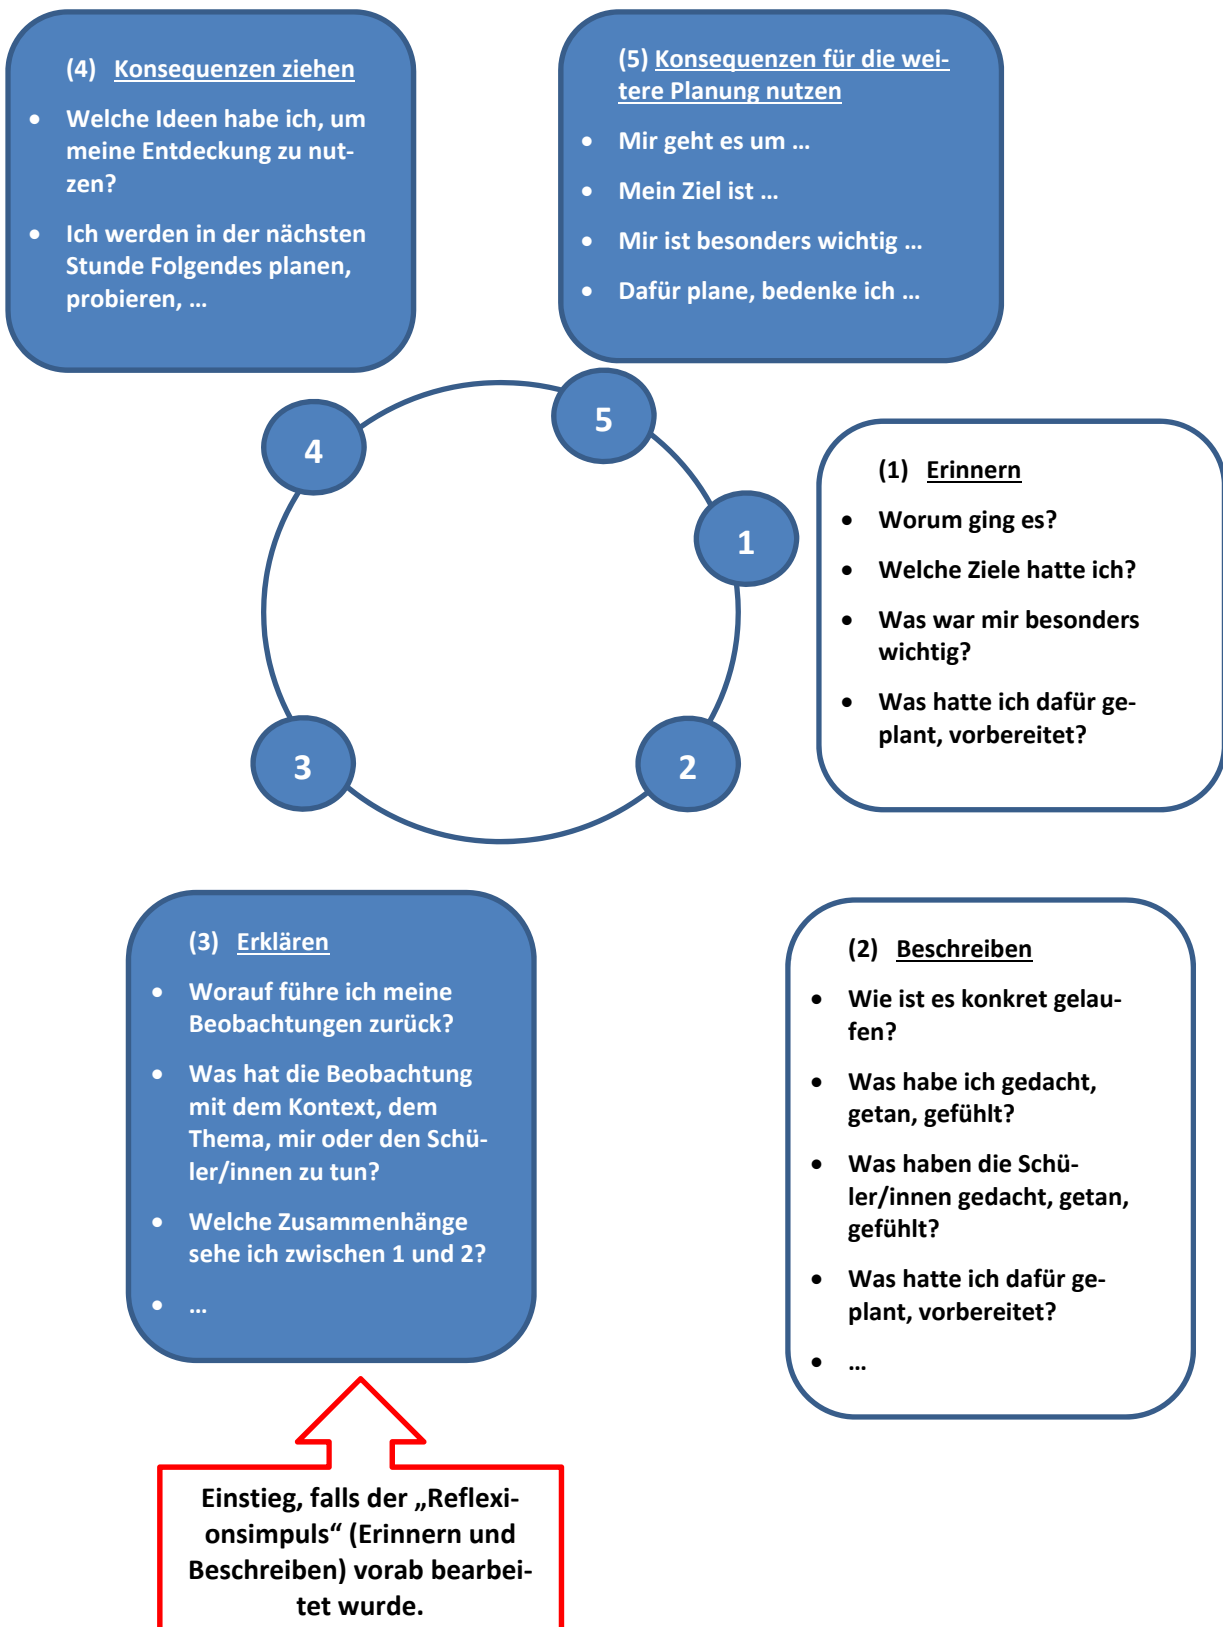 (4) Konsequenzen ziehen
• Welche Ideen habe ich, um
meine Entdeckung zu nut-
zen?
• Ich werden in der nächsten
Stunde Folgendes planen,
probieren, …
(5) Konsequenzen für die wei-
tere Planung nutzen
• Mir geht es um …
• Mein Ziel ist …
• Mir ist besonders wichtig …
• Dafür plane, bedenke ich …
5
4
1
3
2
(1) Erinnern
• Worum ging es?
• Welche Ziele hatte ich?
• Was war mir besonders
wichtig?
• Was hatte ich dafür ge-
plant, vorbereitet?
(3) Erklären
• Worauf führe ich meine
Beobachtungen zurück?
• Was hat die Beobachtung
mit dem Kontext, dem
Thema, mir oder den Schü-
ler/innen zu tun?
• Welche Zusammenhänge
sehe ich zwischen 1 und 2?
• …
(2) Beschreiben
• Wie ist es konkret gelau-
fen?
• Was habe ich gedacht,
getan, gefühlt?
• Was haben die Schü-
ler/innen gedacht, getan,
gefühlt?
• Was hatte ich dafür ge-
plant, vorbereitet?
• …
Einstieg, falls der „Reflexi-
onsimpuls“ (Erinnern und
Beschreiben) vorab bearbei-
tet wurde.